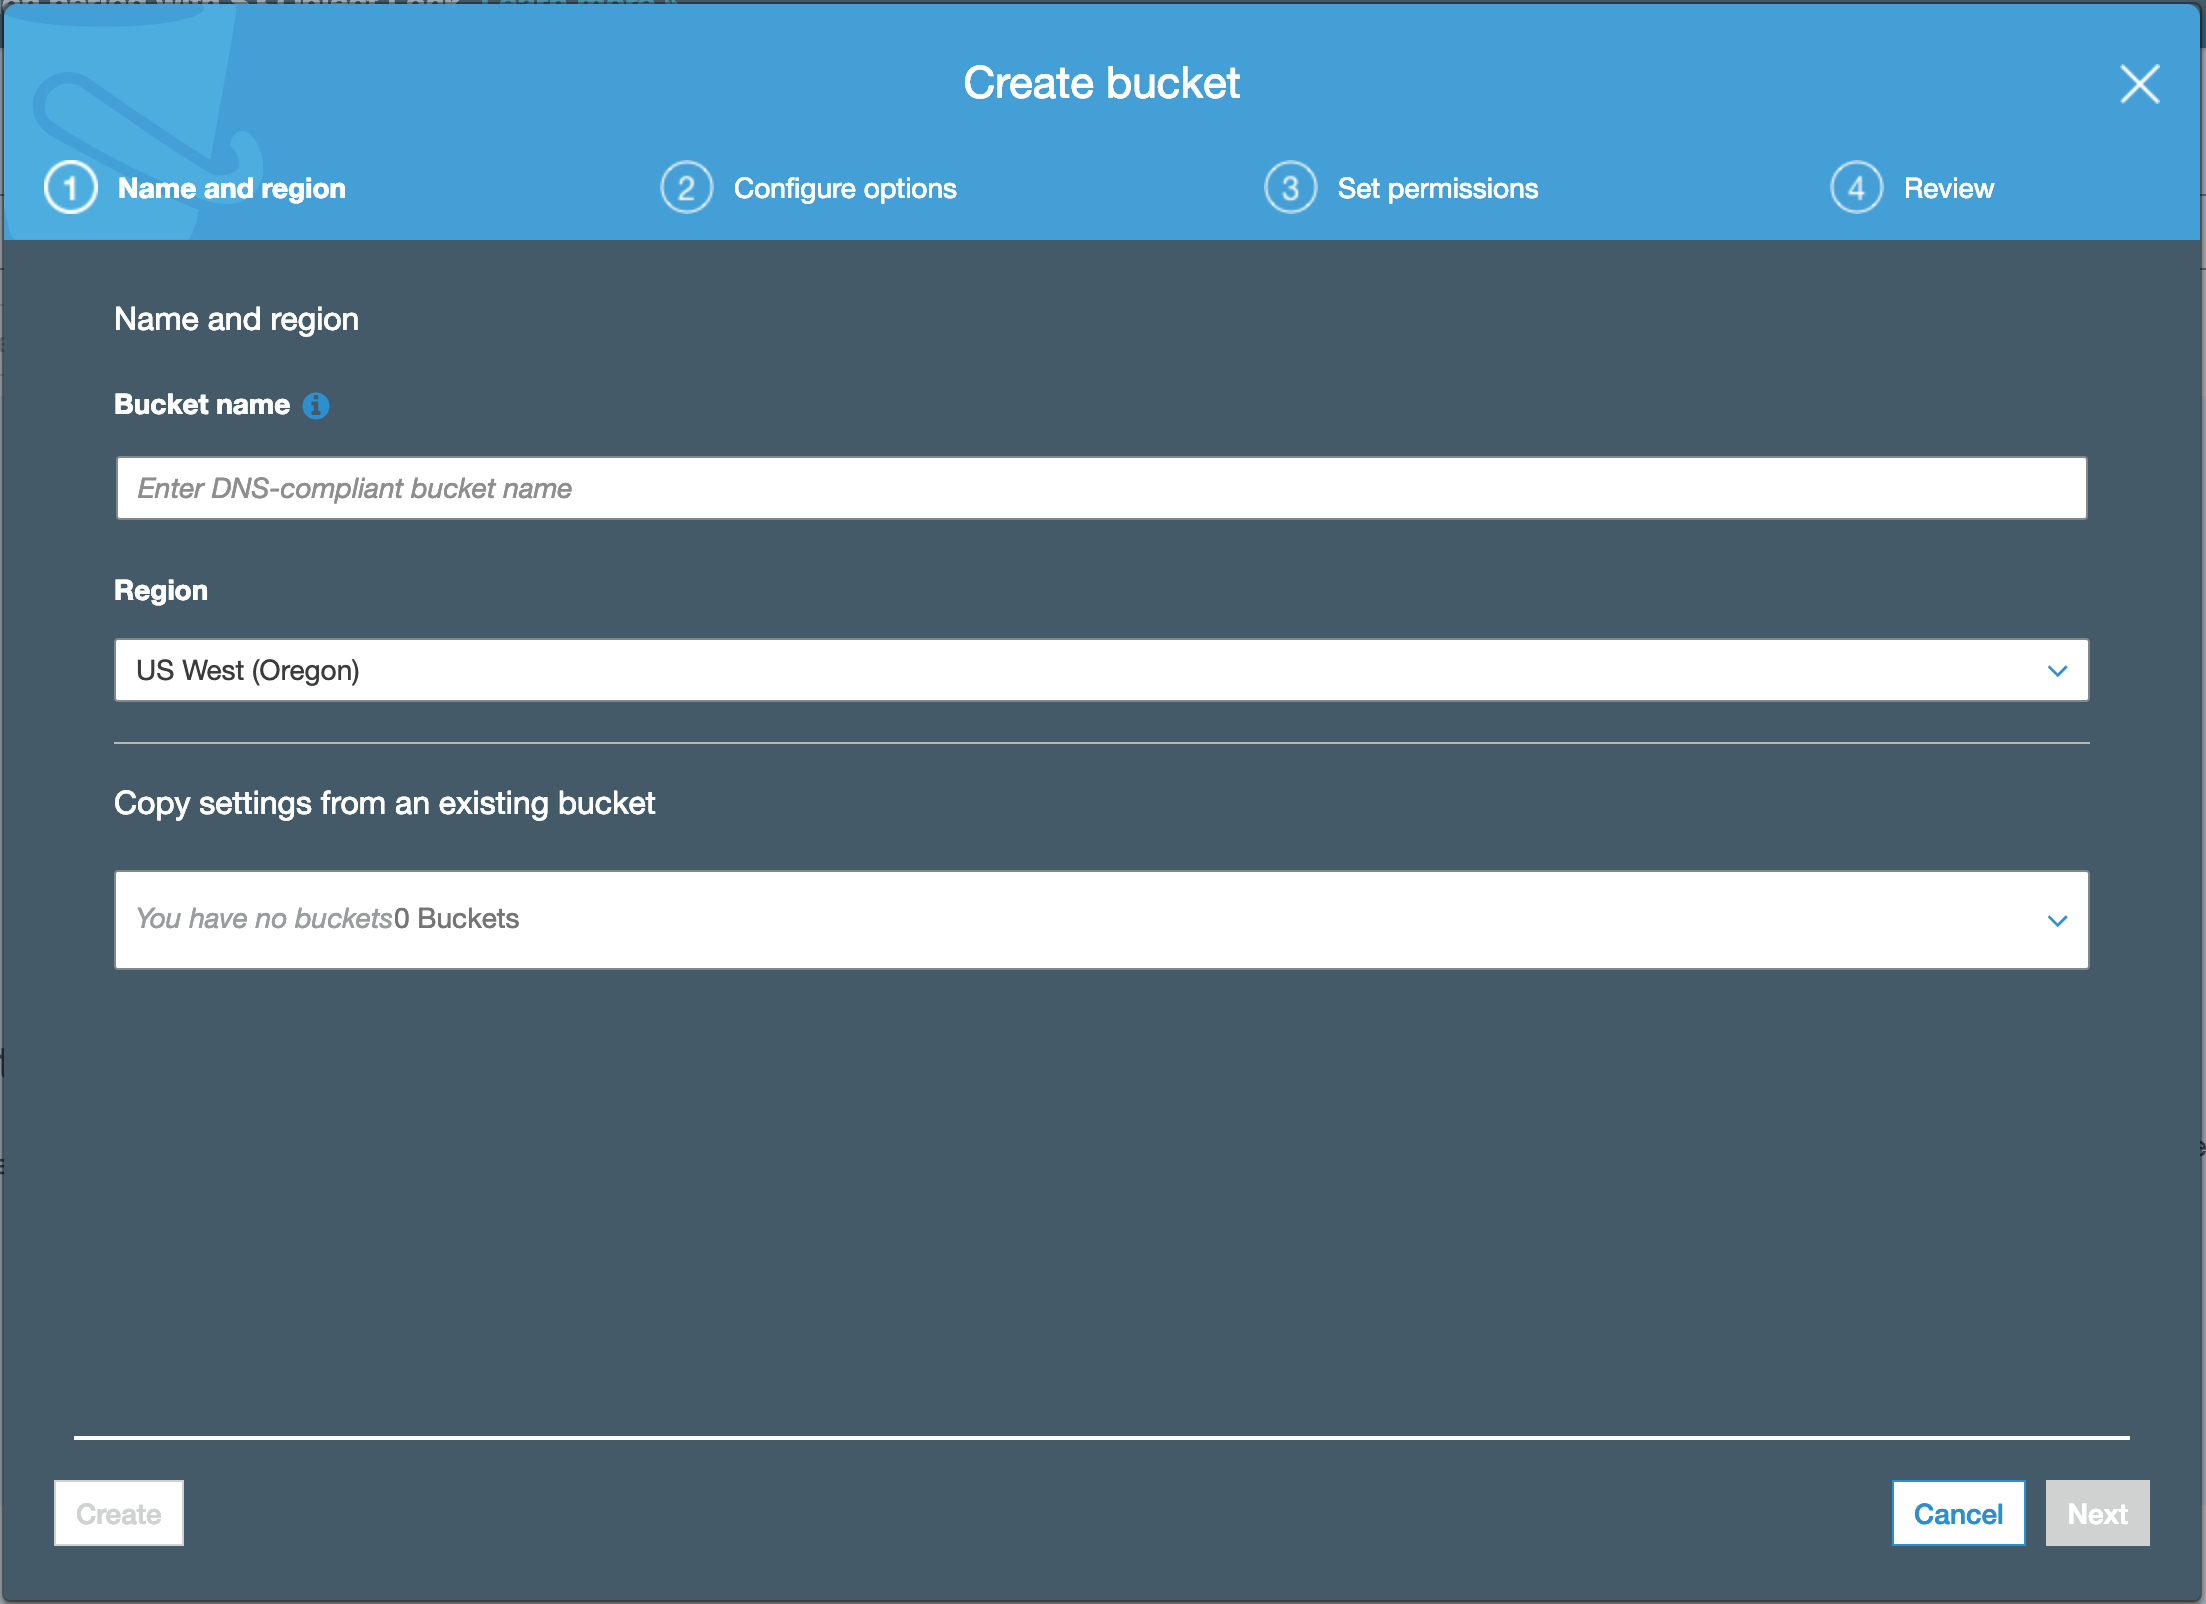 Create bucket
1 Name and region
2 Configure options
3 Set permissions
4 Review
Name and region
Bucket name
Enter DNS-compliant bucket name
Region
US West (Oregon)
Copy settings from an existing bucket
You have no buckets0 Buckets
Create
Cancel
Next